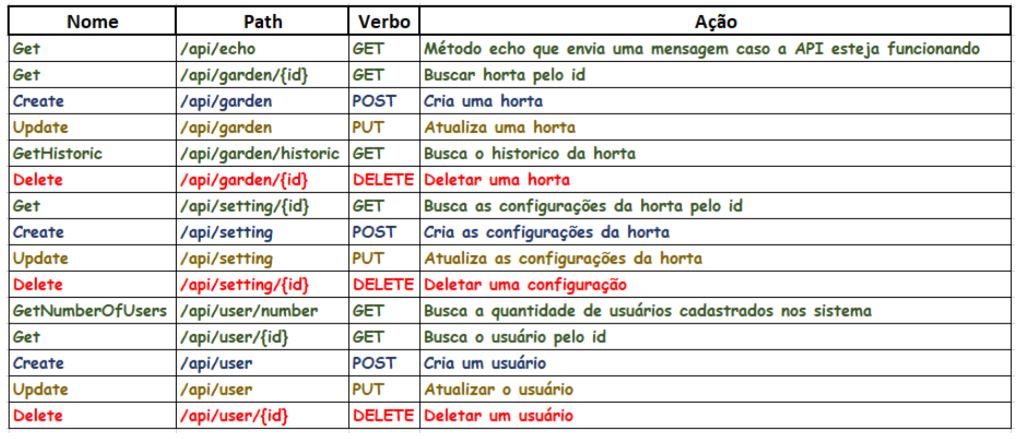 Nome Path Verbo Ação
Get /api/echo GET Método echo que envia uma mensagem caso a API esteja funcionando
Get /api/garden/{id} GET Buscar horta pelo id
Create /api/garden POST Cria uma horta
Update /api/garden PUT Atualiza uma horta
GetHistoric /api/garden/historic GET Busca o historico da horta
Delete /api/garden/{id} DELETE Deletar uma horta
Get /api/setting/{id} GET Busca as configurações da horta pelo id
Create /api/setting POST Cria as configurações da horta
Update /api/setting PUT Atualiza as configurações da horta
Delete /api/setting/{id} DELETE Deletar uma configuração
GetNumberOfUsers /api/user/number GET Busca a quantidade de usuários cadastrados nos sistema
Get /api/user/{id} GET Busca o usuário pelo id
Create /api/user POST Cria um usuário
Update /api/user PUT Atualizar o usuário
Delete /api/user/{id} DELETE Deletar um usuário